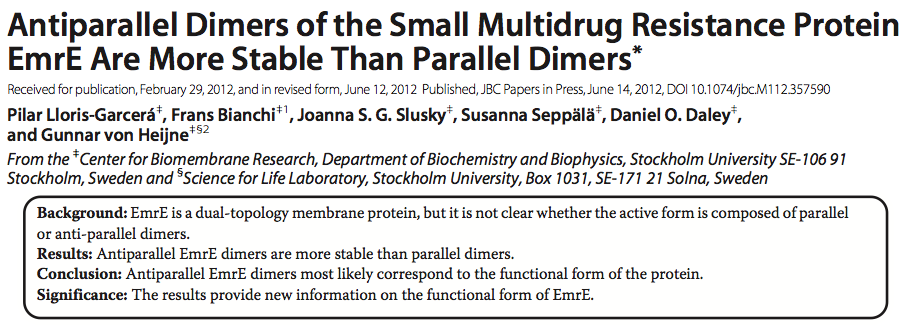 Antiparallel Dimers of the Small Multidrug Resistance Protein
EmrE Are More Stable Than Parallel Dimers*
Received for publication, February 29, 2012, and in revised form, June 12, 2012 Published, JBC Papers in Press, June 14, 2012, DOI 10.1074/jbc.M112.357590
Pilar Lloris-Garcerá‡, Frans Bianchi‡1, Joanna S. G. Slusky‡, Susanna Seppälä‡, Daniel O. Daley‡,
and Gunnar von Heijne‡§2
From the ‡Center for Biomembrane Research, Department of Biochemistry and Biophysics, Stockholm University SE-106 91
Stockholm, Sweden and §Science for Life Laboratory, Stockholm University, Box 1031, SE-171 21 Solna, Sweden
Background: EmrE is a dual-topology membrane protein, but it is not clear whether the active form is composed of parallel
or anti-parallel dimers.
Results: Antiparallel EmrE dimers are more stable than parallel dimers.
Conclusion: Antiparallel EmrE dimers most likely correspond to the functional form of the protein.
Significance: The results provide new information on the functional form of EmrE.